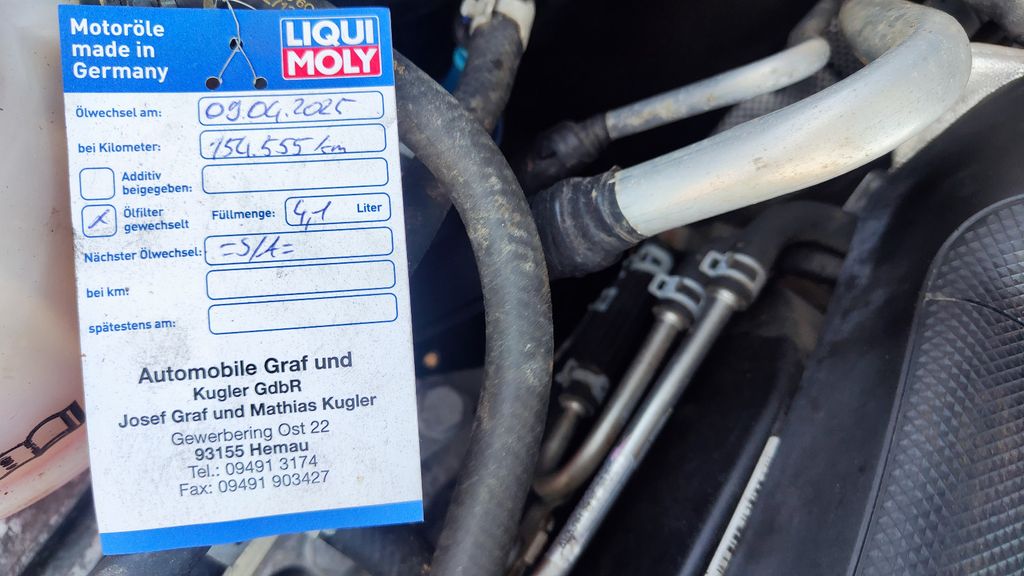 Motoröle
made in
Germany
LIQUI
MOLY
Ölwechsel am: 09.04.2025
bei Kilometer: 154.555 km
Additiv
beigegeben:
Ölfilter
gewechselt
Füllmenge: 4,1 Liter
Nächster Ölwechsel: =S/A=
bei km:
spätestens am:
Automobile Graf und
Kugler GdbR
Josef Graf und Mathias Kugler
Gewerbering Ost 22
93155 Hemau
Tel.: 09491 3174
Fax: 09491 903427